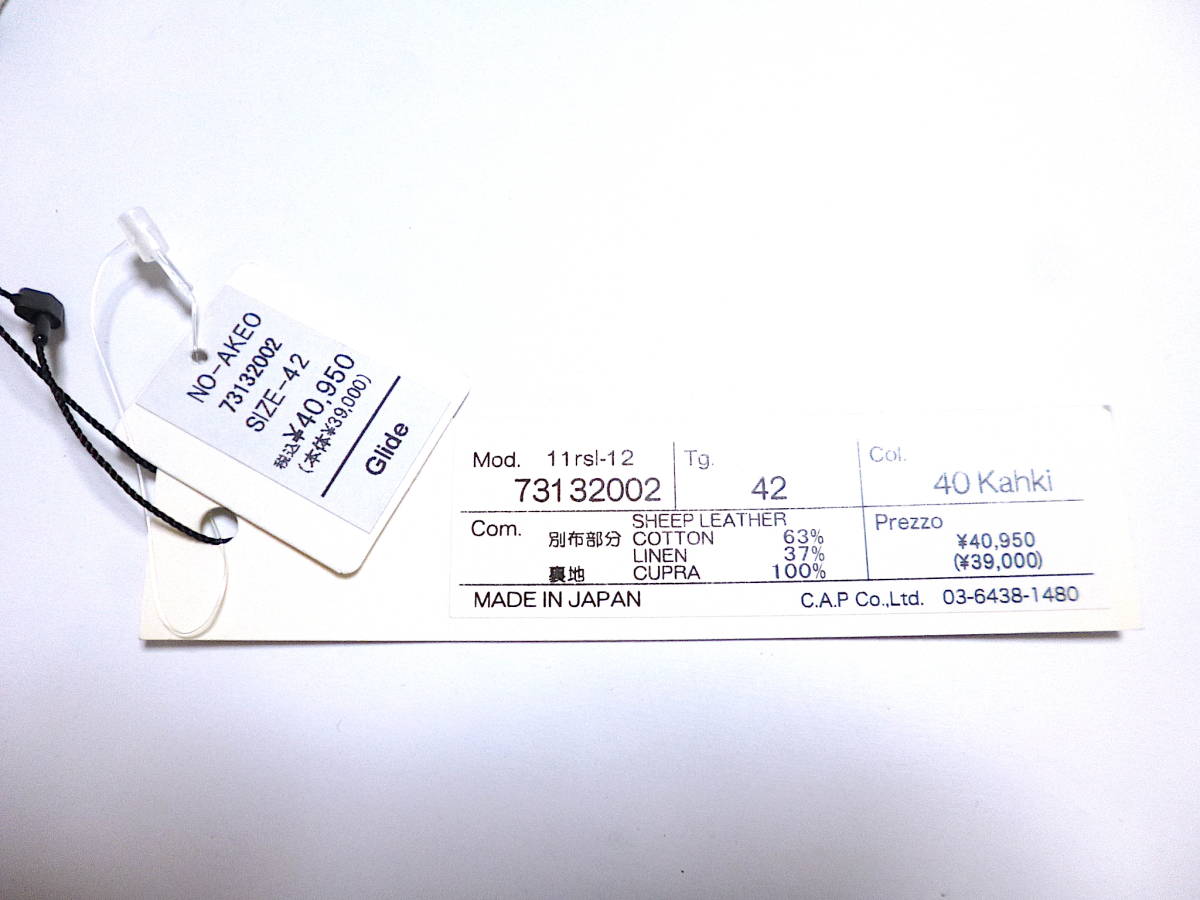 NO-AKEO
73132002
SIZE-42
税込¥40,950
(本体¥39,000)
Glide
Mod. 11rsl-12 Tg. Col.
73132002 42 40 Kahki
Com. SHEEP LEATHER Prezzo
別布部分 COTTON 63% ¥40,950
LINEN 37% (¥39,000)
裏地 CUPRA 100%
MADE IN JAPAN C.A.P Co.,Ltd. 03-6438-1480